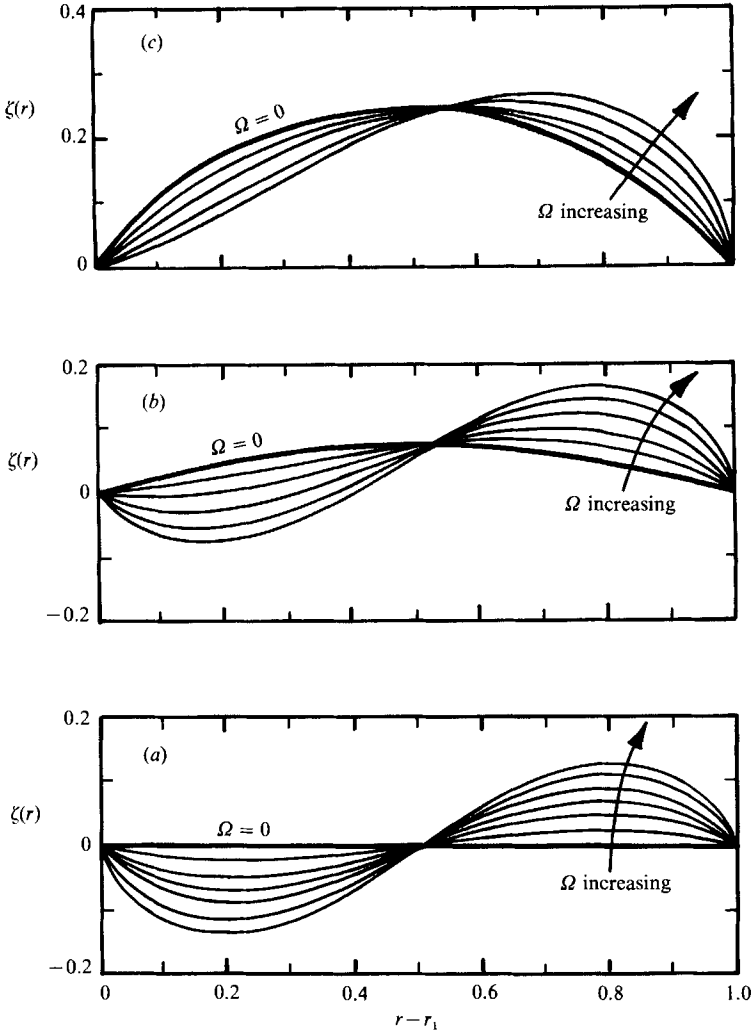 0.4
(c)
ζ(r)
Ω = 0
0.2
Ω increasing
0
0.2
(b)
Ω = 0
ζ(r)
0
Ω increasing
−0.2
0.2
(a)
ζ(r)
Ω = 0
0
Ω increasing
−0.2
0 0.2 0.4 0.6 0.8 1.0
r − r₁